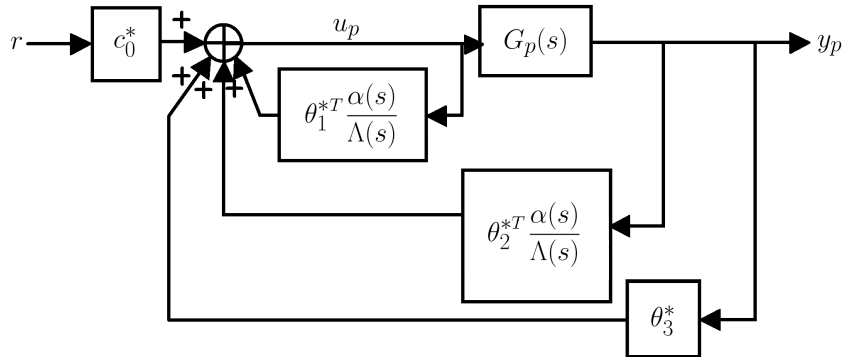 r
c_0^*
+
u_p
G_p(s)
y_p
+
+
+
θ_1^{*T} α(s)/Λ(s)
θ_2^{*T} α(s)/Λ(s)
θ_3^*